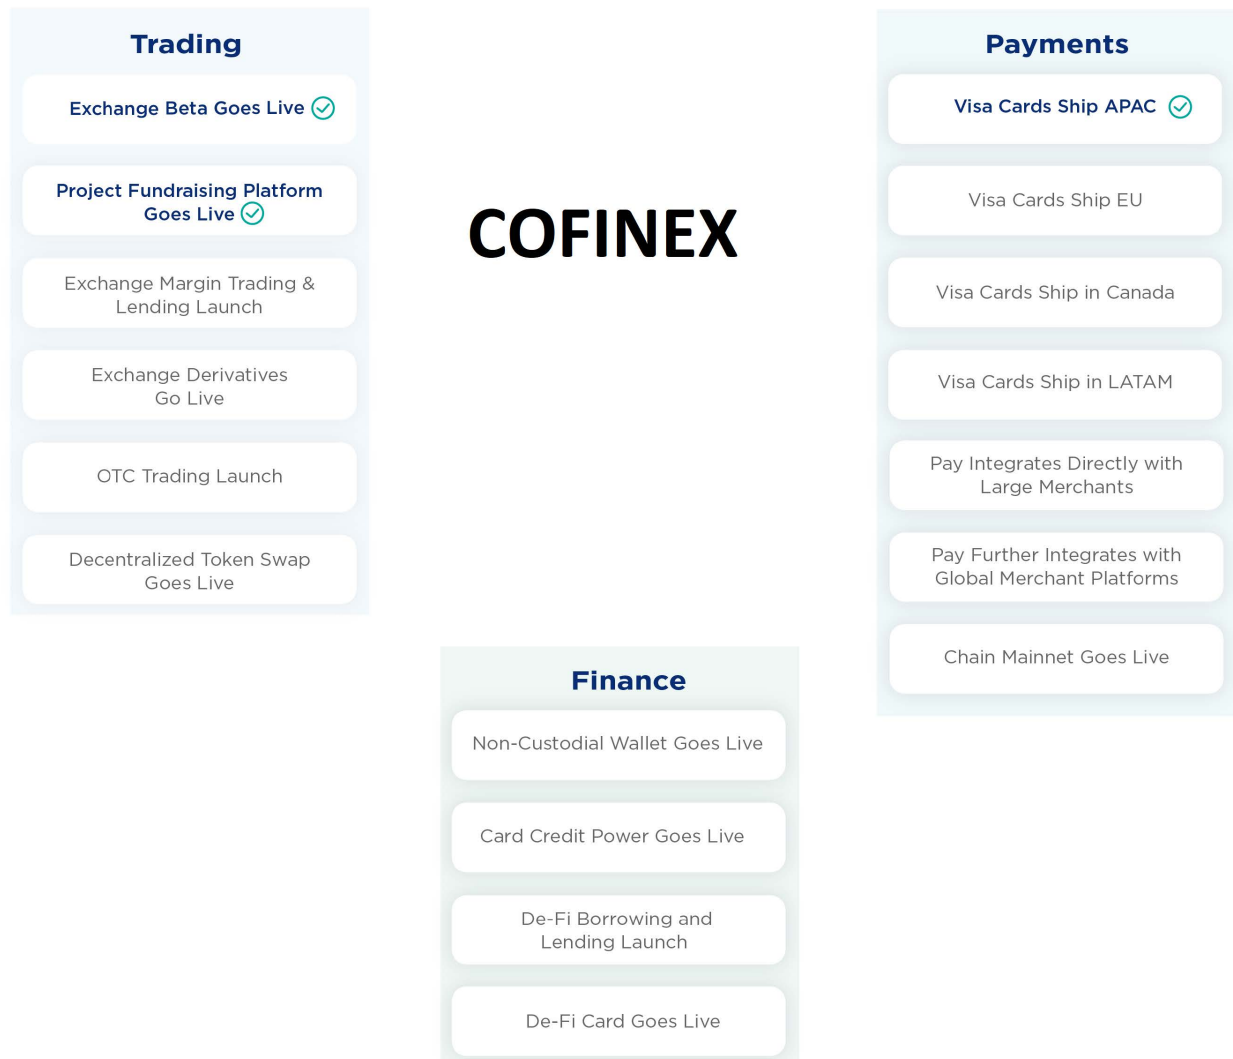 Trading
Exchange Beta Goes Live
Project Fundraising Platform
Goes Live
Exchange Margin Trading &
Lending Launch
Exchange Derivatives
Go Live
OTC Trading Launch
Decentralized Token Swap
Goes Live
COFINEX
Payments
Visa Cards Ship APAC
Visa Cards Ship EU
Visa Cards Ship in Canada
Visa Cards Ship in LATAM
Pay Integrates Directly with
Large Merchants
Pay Further Integrates with
Global Merchant Platforms
Chain Mainnet Goes Live
Finance
Non-Custodial Wallet Goes Live
Card Credit Power Goes Live
De-Fi Borrowing and
Lending Launch
De-Fi Card Goes Live